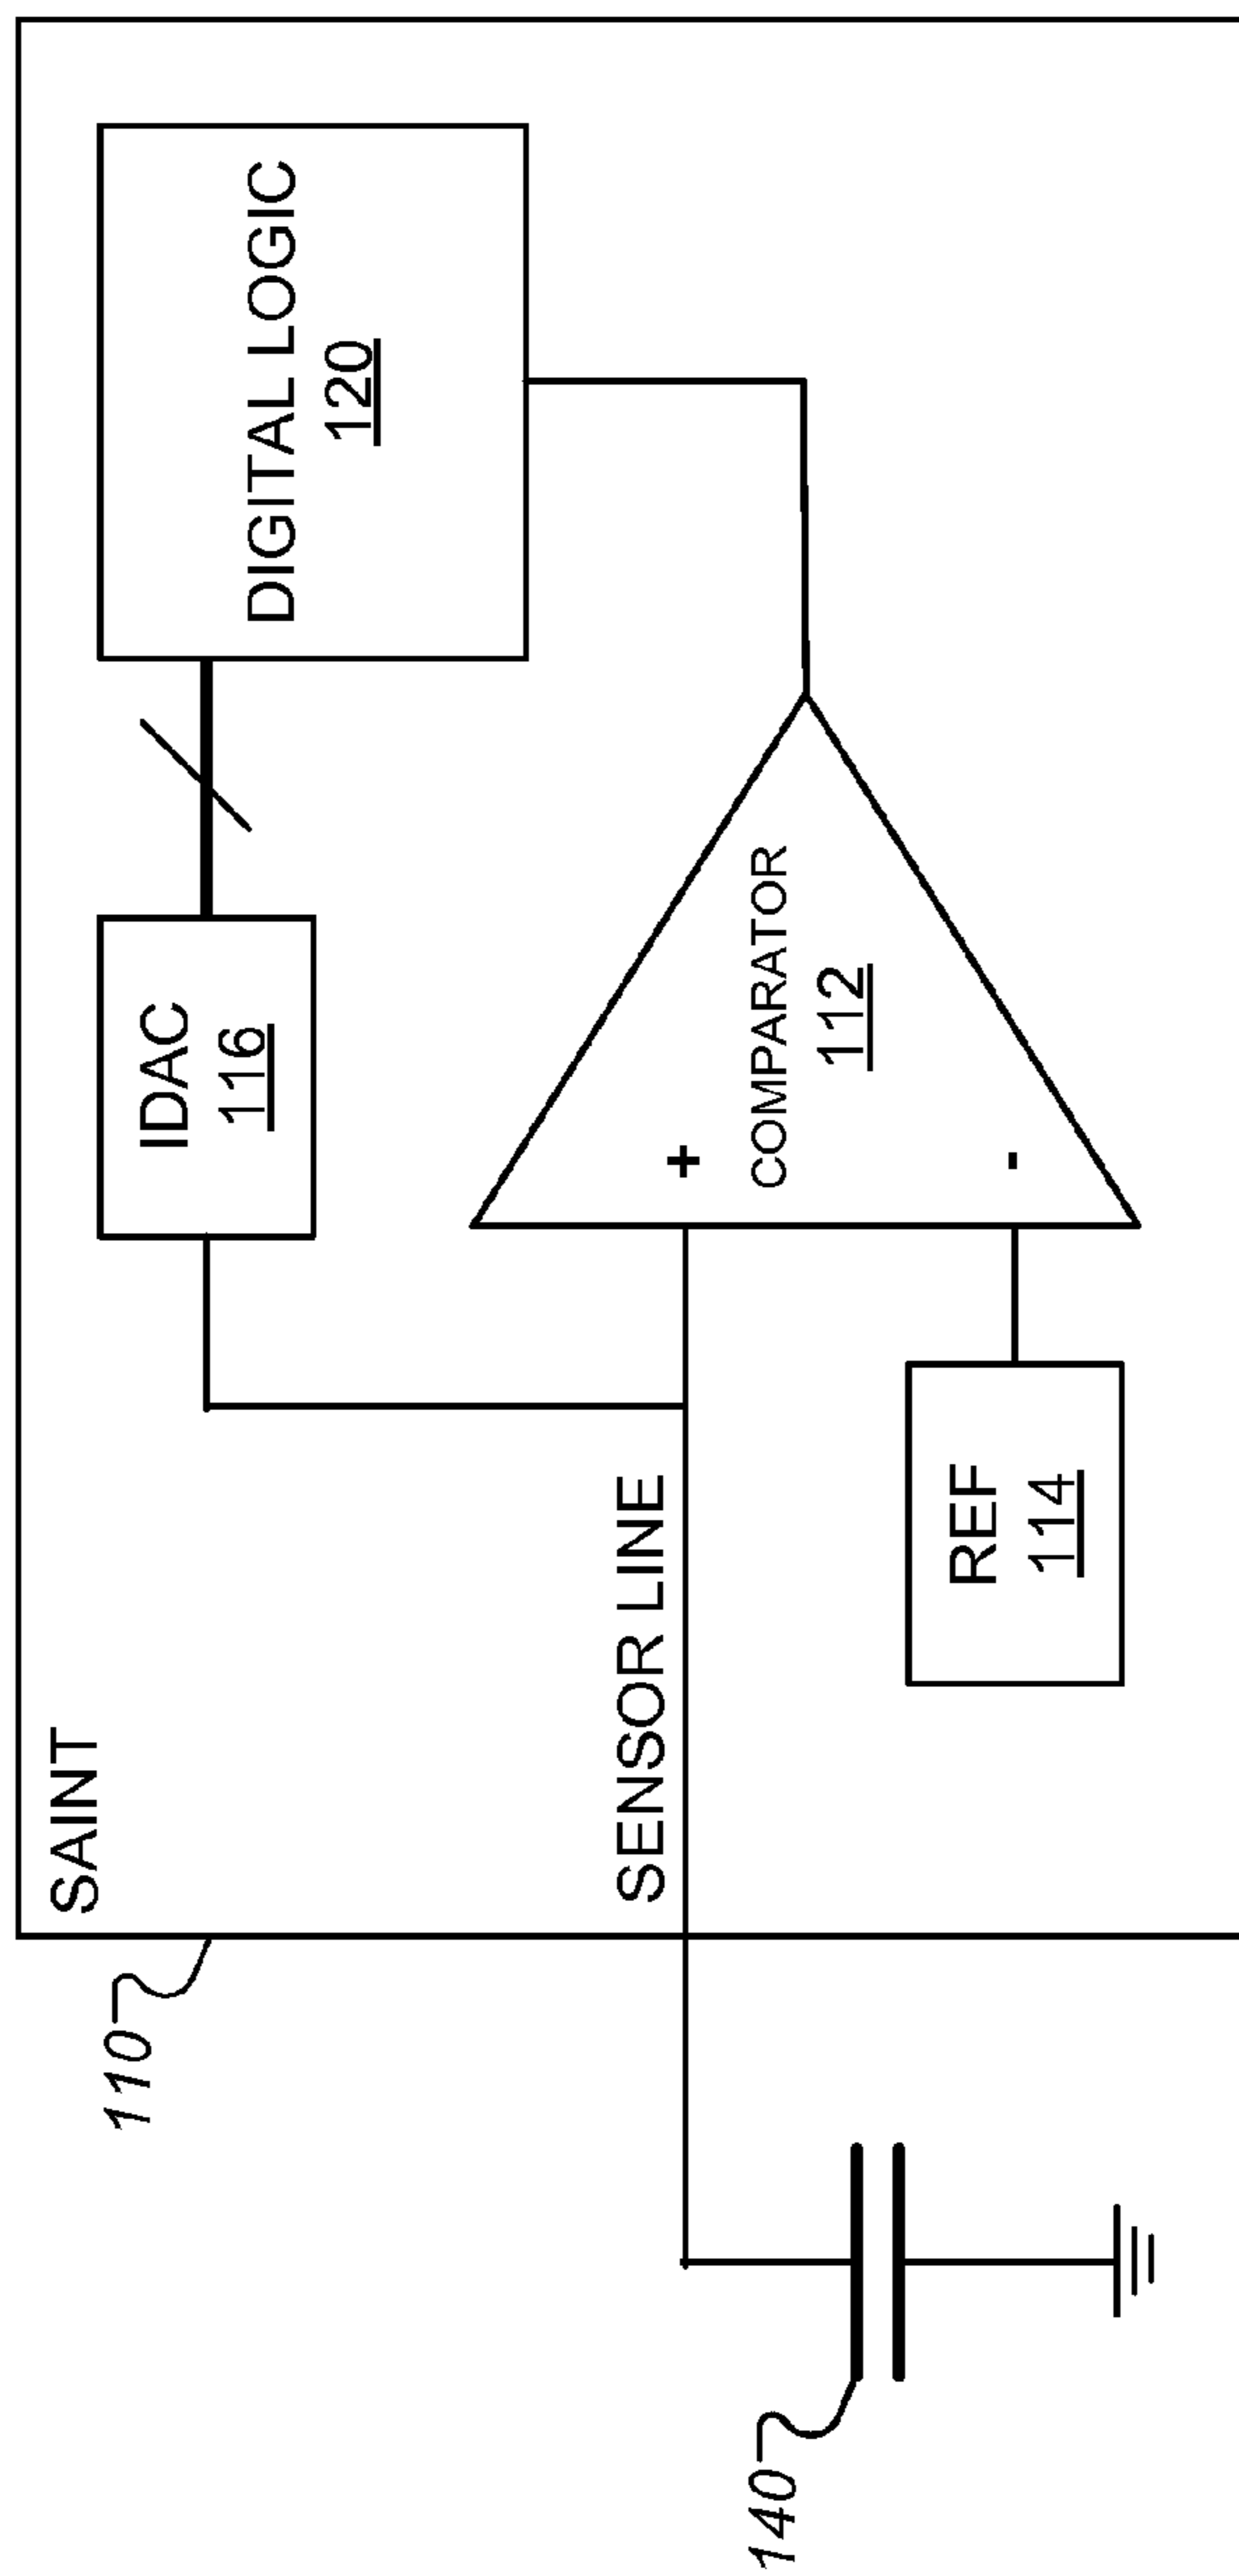 110
SAINT
IDAC
116
DIGITAL LOGIC
120
SENSOR LINE
+
COMPARATOR
112
-
REF
114
140